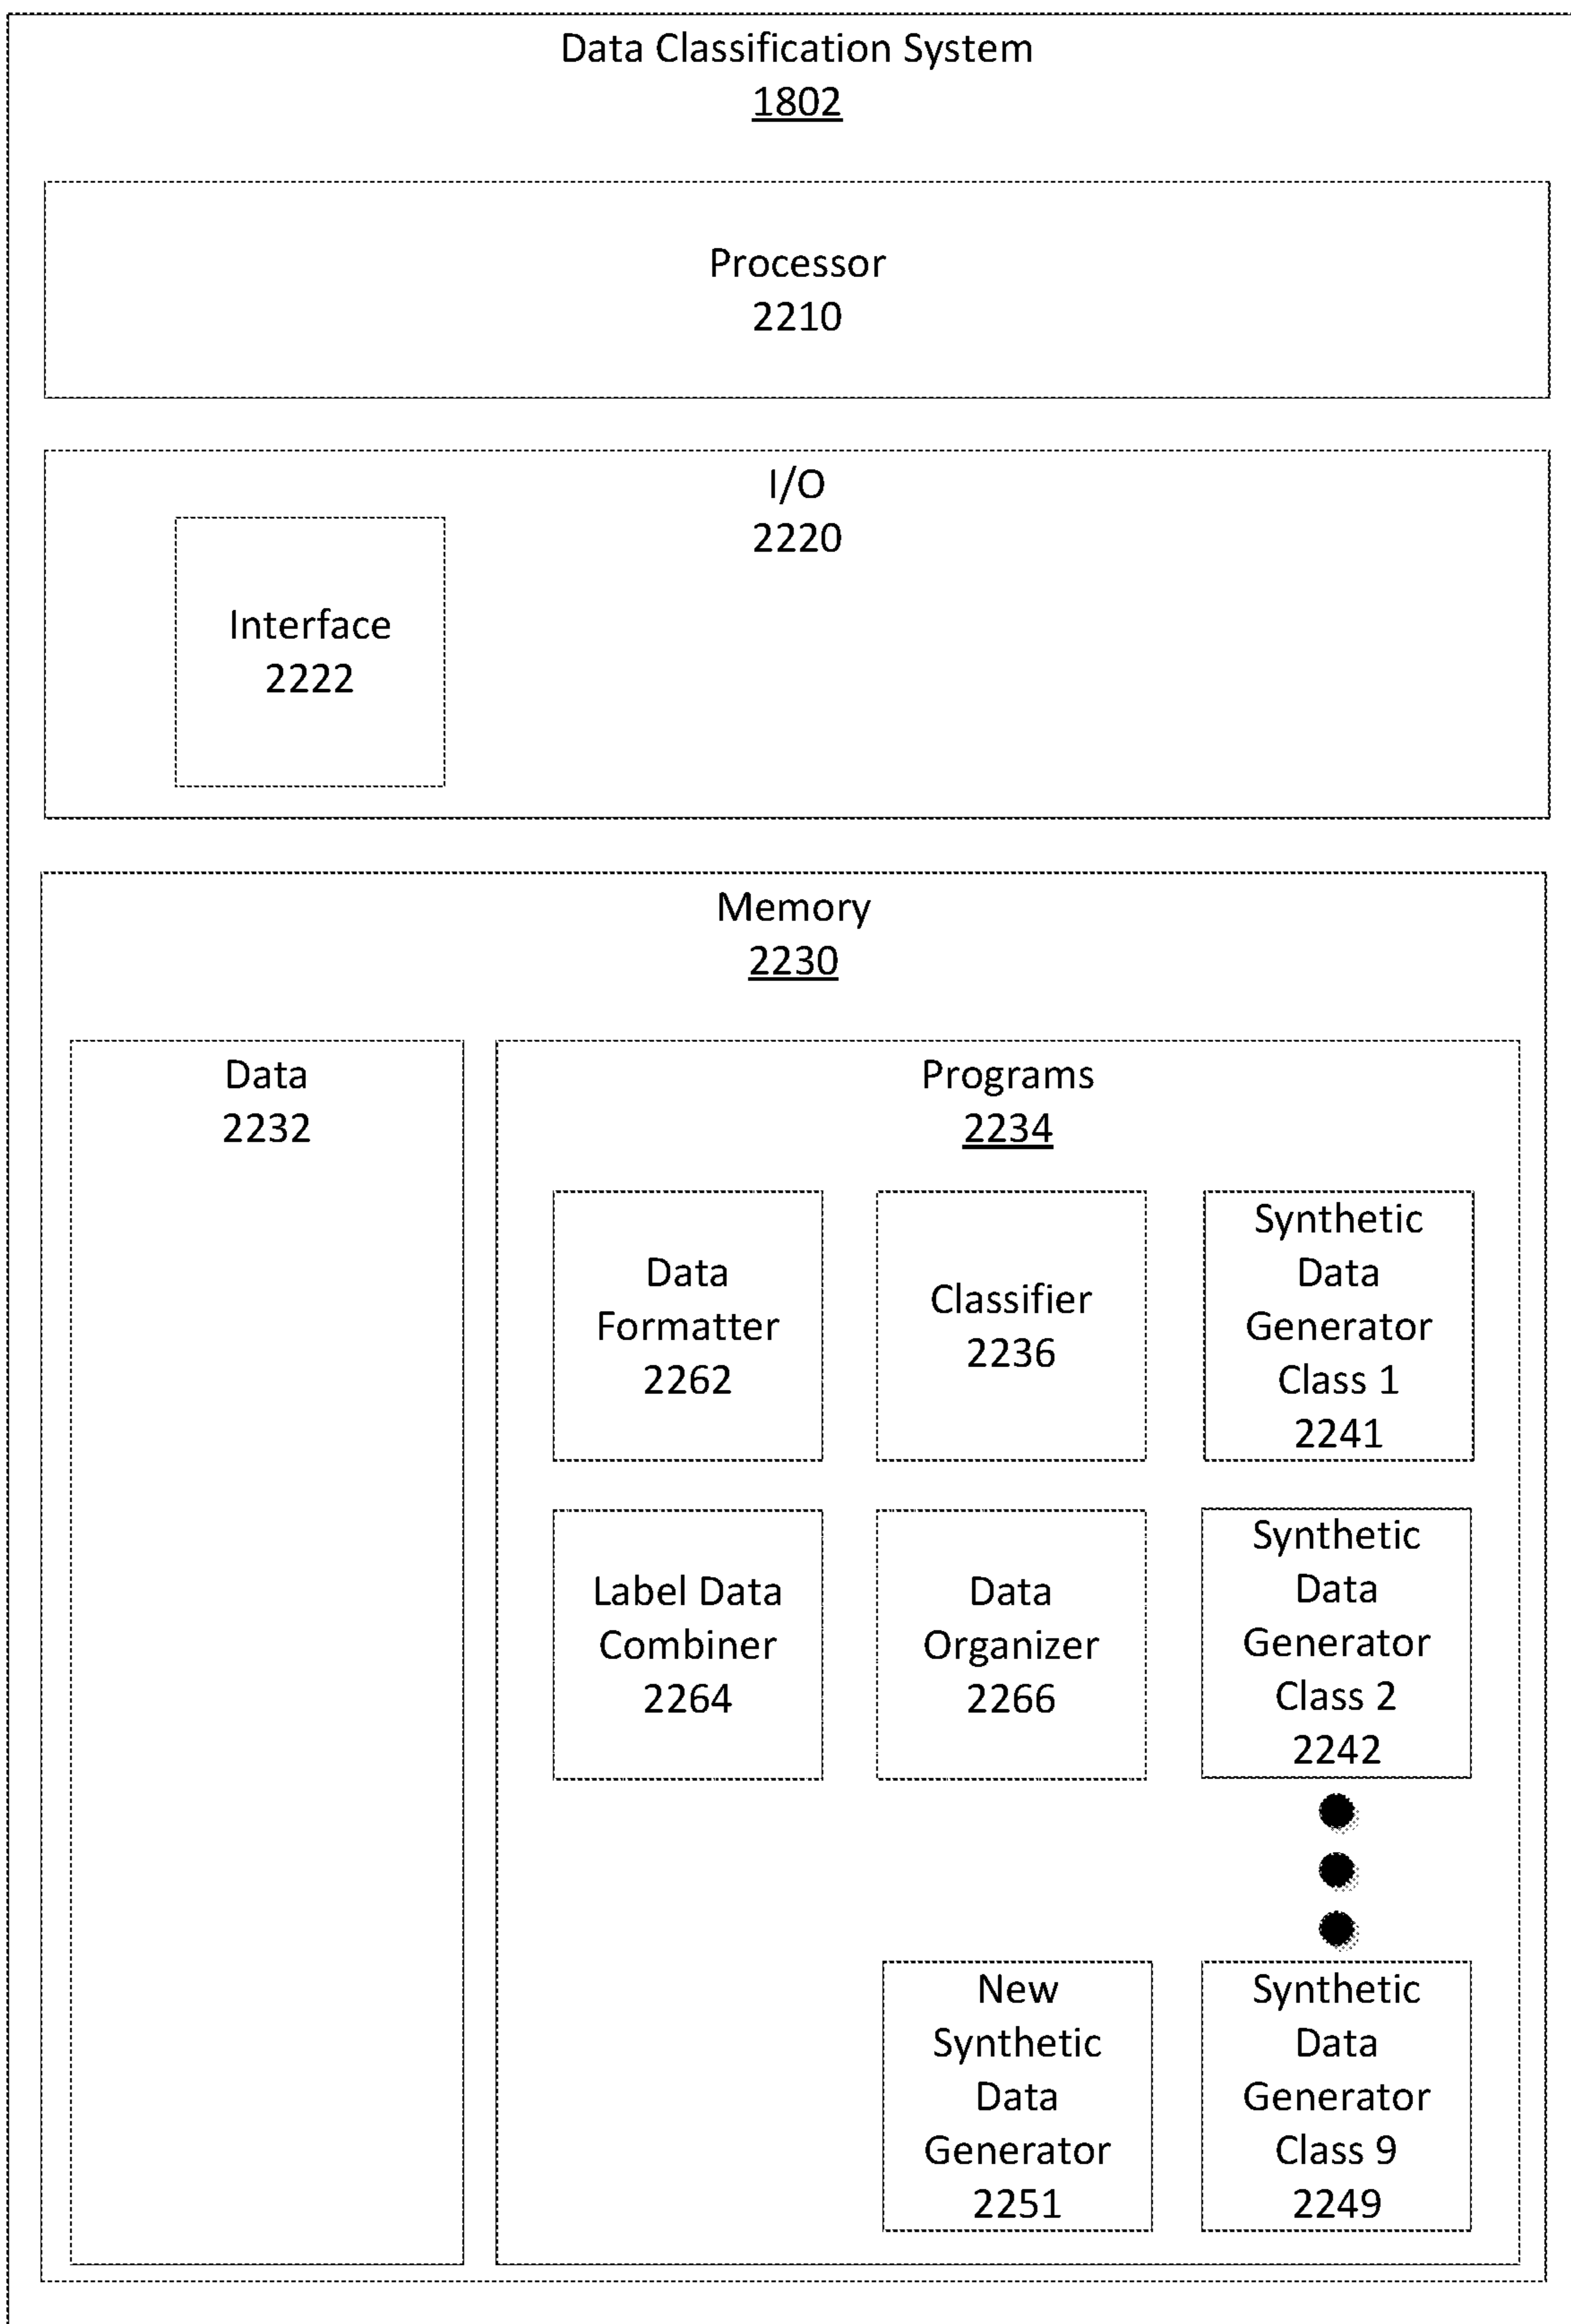 Data Classification System
1802
Processor
2210
I/O
2220
Interface
2222
Memory
2230
Data
2232
Programs
2234
Data
Formatter
2262
Classifier
2236
Synthetic
Data
Generator
Class 1
2241
Label Data
Combiner
2264
Data
Organizer
2266
Synthetic
Data
Generator
Class 2
2242
New
Synthetic
Data
Generator
2251
Synthetic
Data
Generator
Class 9
2249